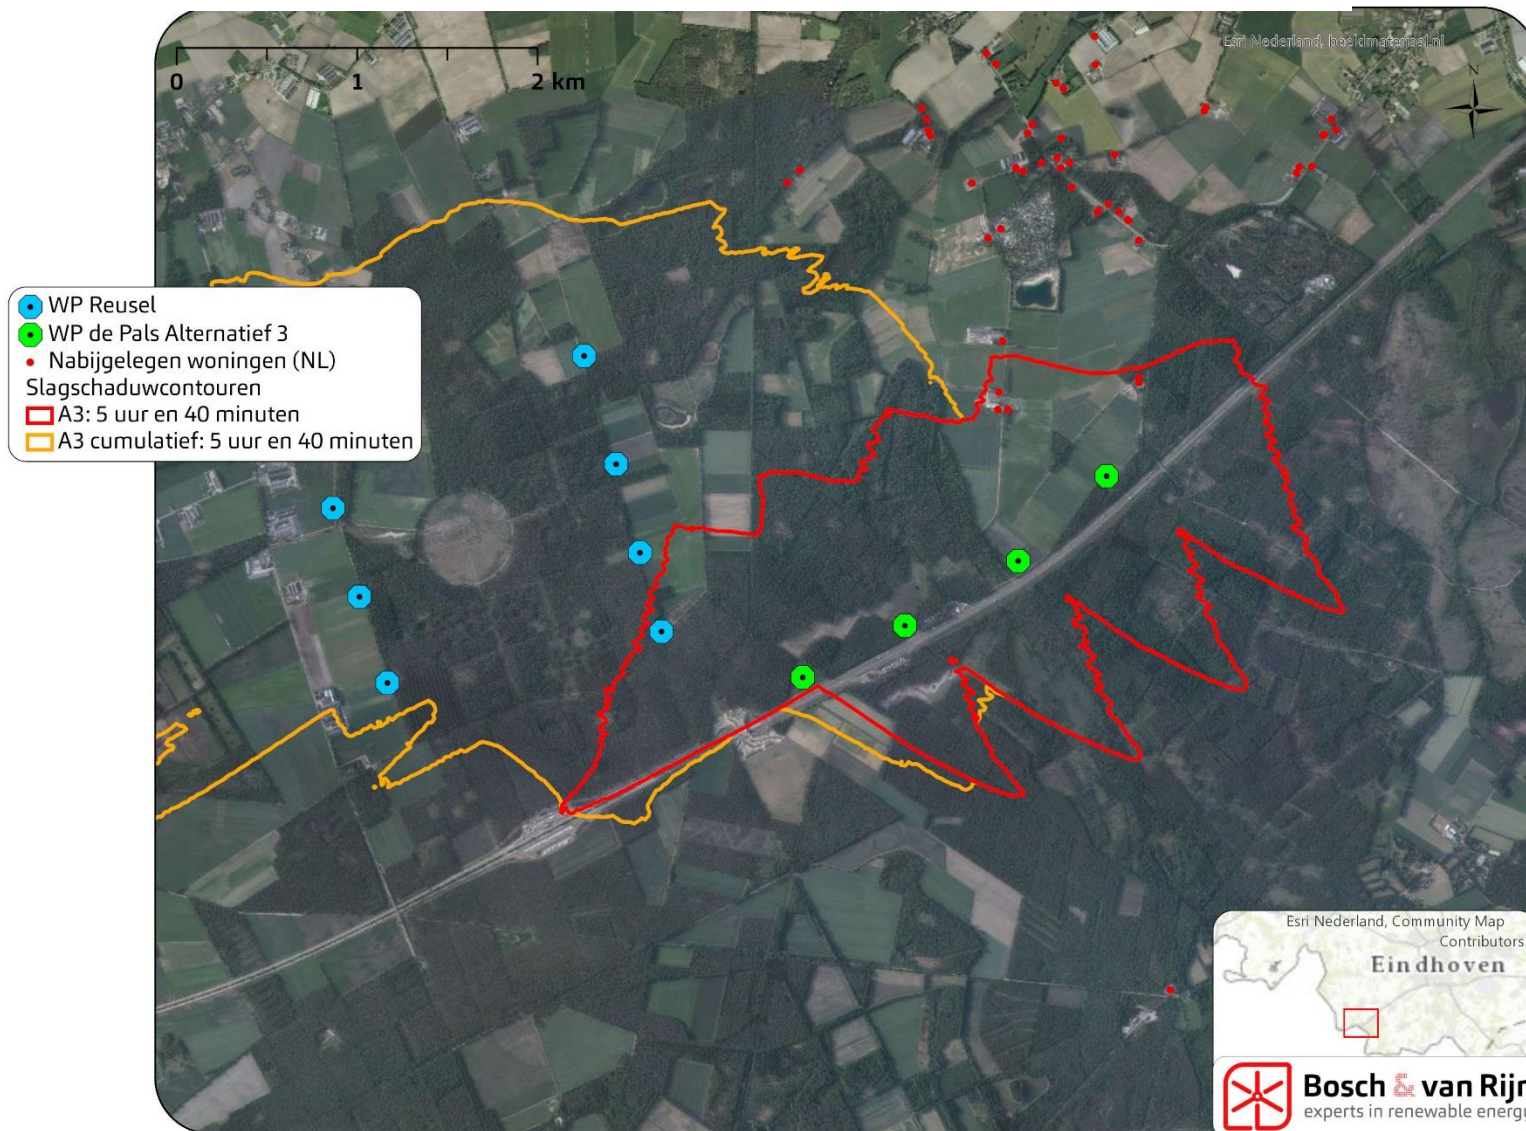 Esri Nederland, beeldmateriaal.nl
0 1 2 km
N
WP Reusel
WP de Pals Alternatief 3
Nabijgelegen woningen (NL)
Slagschaduwcontouren
A3: 5 uur en 40 minuten
A3 cumulatief: 5 uur en 40 minuten
Esri Nederland, Community Map
Contributors
Eindhoven
Bosch & van Rijn
experts in renewable energy